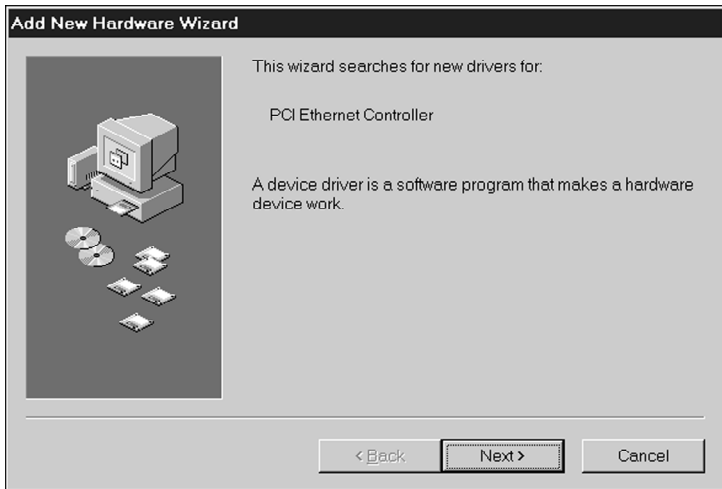 Add New Hardware Wizard
This wizard searches for new drivers for:
PCI Ethernet Controller
A device driver is a software program that makes a hardware
device work.
< Back
Next >
Cancel